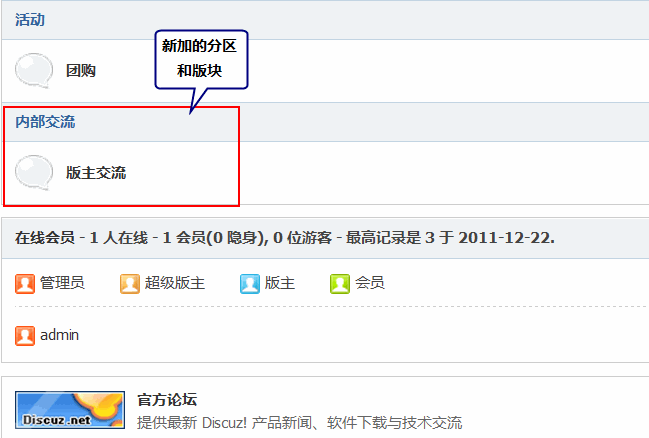 活动
新加的分区
和版块
团购
内部交流
版主交流
在线会员 - 1 人在线 - 1 会员(0 隐身), 0 位游客 - 最高记录是 3 于 2011-12-22.
管理员 超级版主 版主 会员
admin
Discuz.net
官方论坛
提供最新 Discuz! 产品新闻、软件下载与技术交流